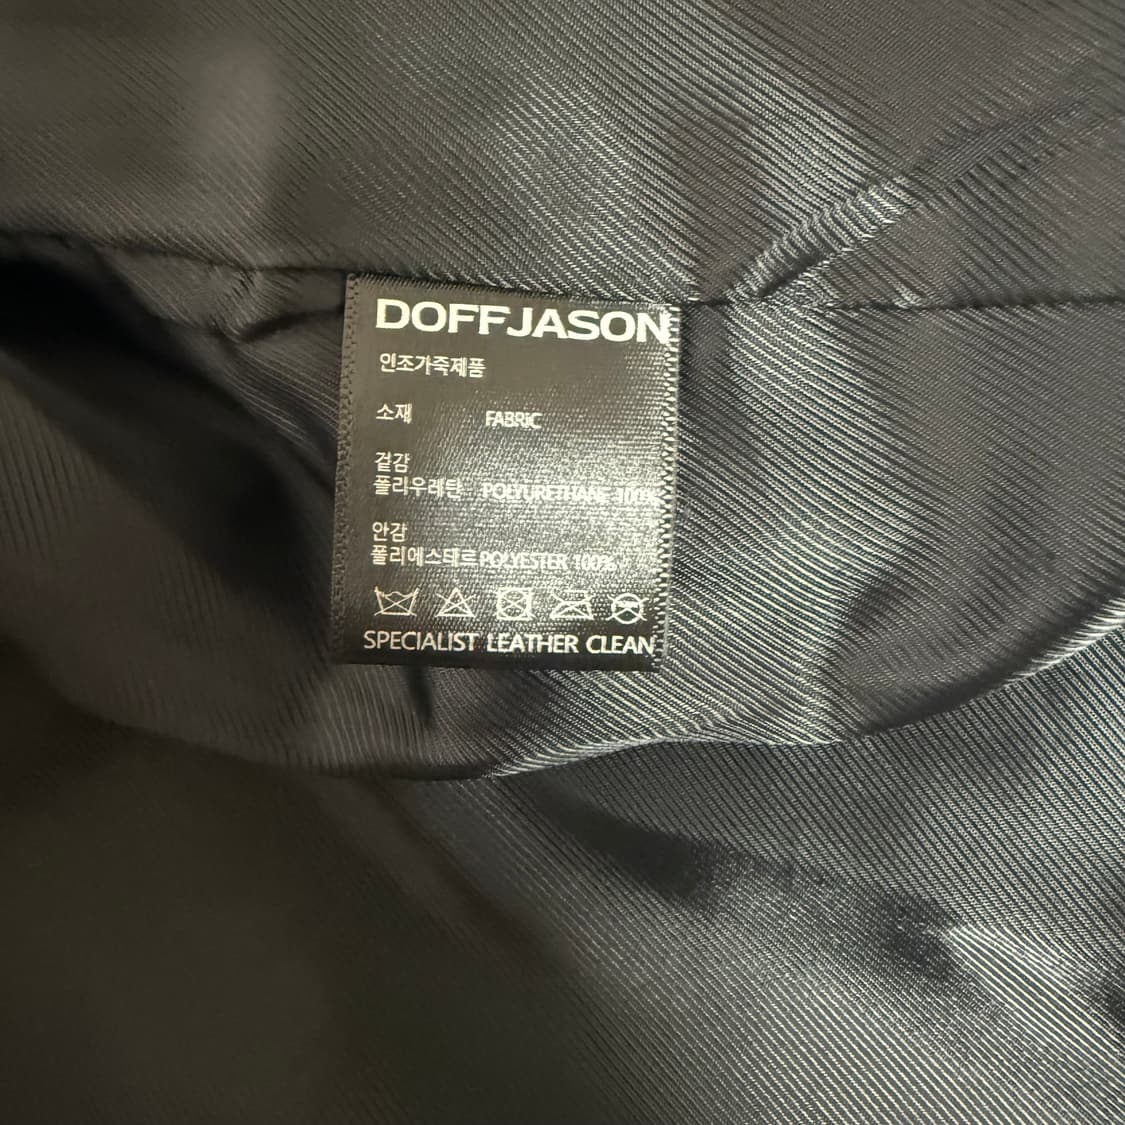 DOFFJASON
인조가죽제품
소재 FABRIC
겉감
폴리우레탄 POLYURETHANE 100%
안감
폴리에스테르 POLYESTER 100%
SPECIALIST LEATHER CLEAN